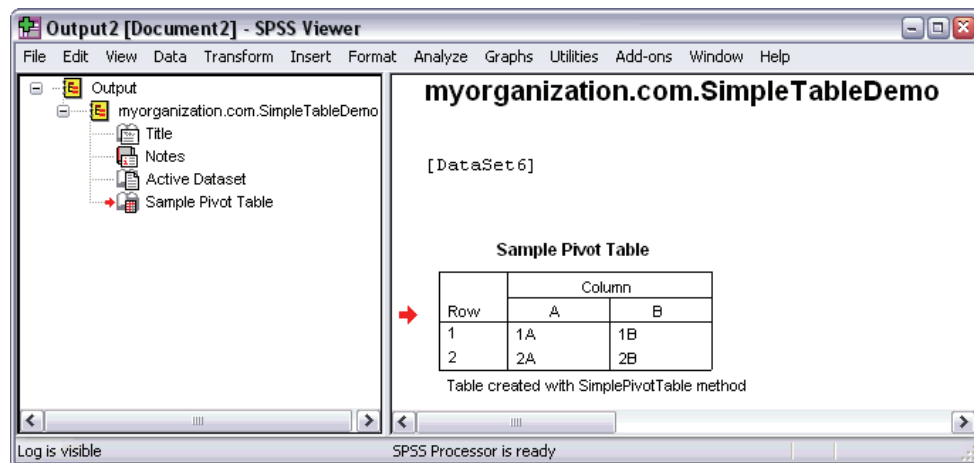 Output2 [Document2] - SPSS Viewer
File Edit View Data Transform Insert Format Analyze Graphs Utilities Add-ons Window Help
Output
myorganization.com.SimpleTableDemo
Title
Notes
Active Dataset
Sample Pivot Table
myorganization.com.SimpleTableDemo
[DataSet6]
Sample Pivot Table
Column
Row A B
1 1A 1B
2 2A 2B
Table created with SimplePivotTable method
Log is visible SPSS Processor is ready